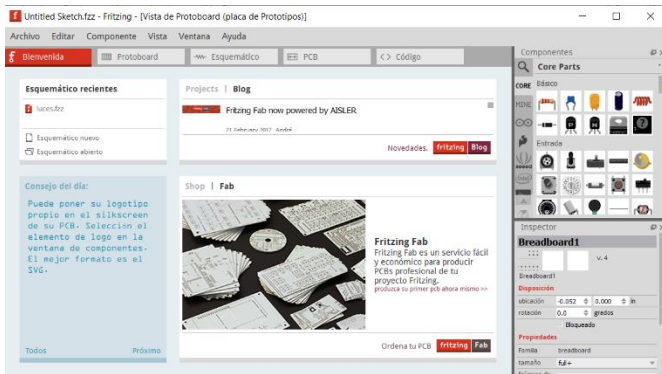 Untitled Sketch.fzz - Fritzing - [Vista de Protoboard (placa de Prototipos)]
Archivo Editar Componente Vista Ventana Ayuda
Bienvenida Protoboard Esquemático PCB <> Código
Esquemático recientes
luces.fzz
Esquemático nuevo
Esquemático abierto
Projects | Blog
Fritzing Fab now powered by AISLER
21 February 2017 André
Novedades. fritzing Blog
Consejo del día:
Puede poner su logotipo
propio en el silkscreen
de su PCB. Seleccion el
elemento de logo en la
ventana de componentes.
El mejor formato es el
SVG.
Todos Próximo
Shop | Fab
Fritzing Fab
Fritzing Fab es un servicio fácil
y económico para producir
PCBs profesional de tu
proyecto Fritzing.
produzca su primer pcb ahora mismo >>
Ordena tu PCB fritzing Fab
Componentes
Core Parts
CORE Básico
MINE
Entrada
Inspector
Breadboard1
v. 4
Breadboard1
Disposición
ubicación -0.052 0.000 in
rotación 0.0 gredos
Bloqueado
Propiedades
Familia breadboard
tamaño full+